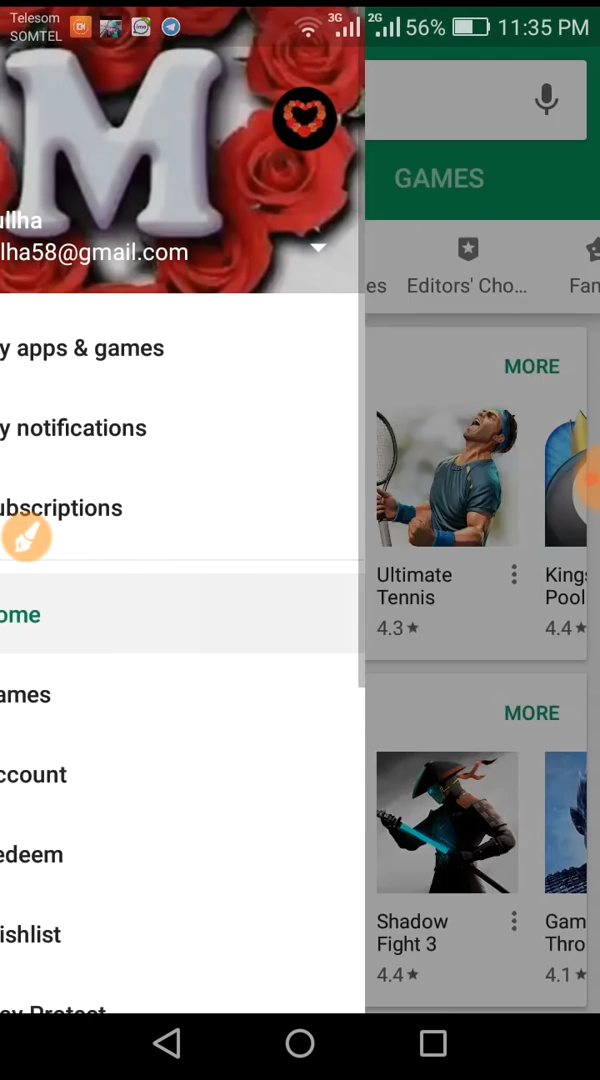 Telesom
SOMTEL
3G
2G
56%
11:35 PM
M
ullha
lha58@gmail.com
GAMES
es
Editors' Cho...
Fan
y apps & games
y notifications
ubscriptions
ome
ames
ccount
edeem
ishlist
ay Protect
MORE
Ultimate
Tennis
4.3★
Kings
Pool
4.4★
MORE
Shadow
Fight 3
4.4★
Gam
Thro
4.1★